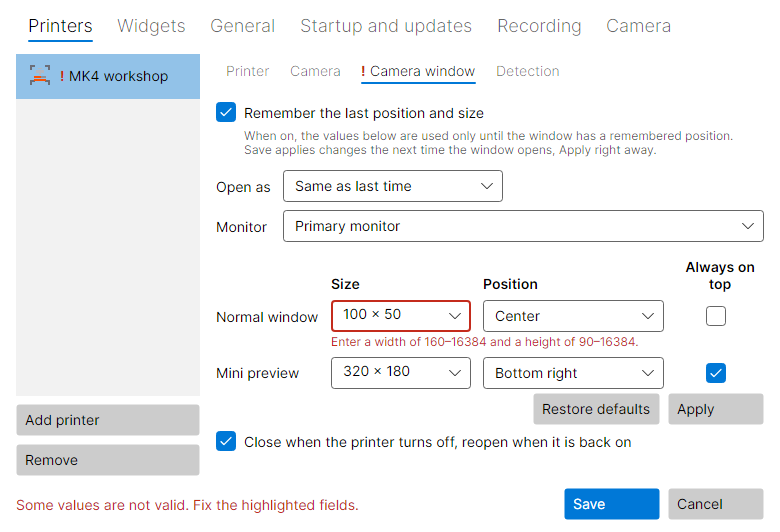 Printers Widgets General Startup and updates Recording Camera
! MK4 workshop
Printer Camera ! Camera window Detection
Remember the last position and size
When on, the values below are used only until the window has a remembered position.
Save applies changes the next time the window opens, Apply right away.
Open as Same as last time
Monitor Primary monitor
Size Position Always on
top
Normal window 100 × 50 Center
Enter a width of 160–16384 and a height of 90–16384.
Mini preview 320 × 180 Bottom right
Restore defaults Apply
Add printer
Close when the printer turns off, reopen when it is back on
Remove
Some values are not valid. Fix the highlighted fields.
Save Cancel